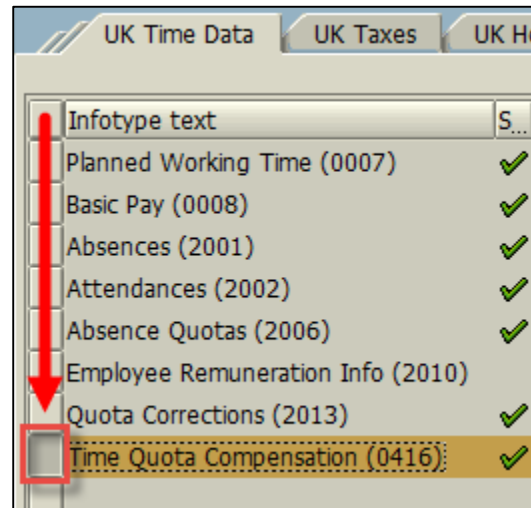 UK Time Data UK Taxes UK H
Infotype text S...
Planned Working Time (0007)
Basic Pay (0008)
Absences (2001)
Attendances (2002)
Absence Quotas (2006)
Employee Remuneration Info (2010)
Quota Corrections (2013)
Time Quota Compensation (0416)